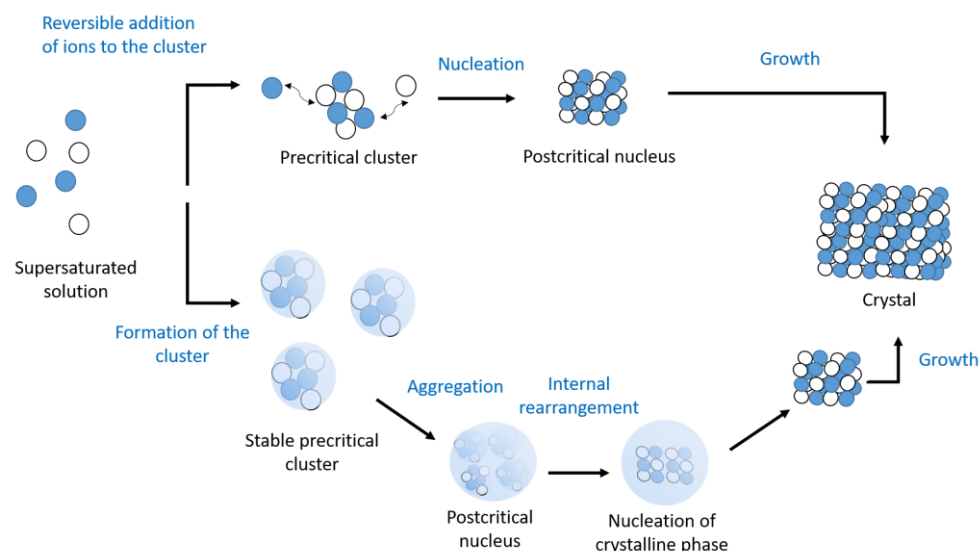 Reversible addition
of ions to the cluster
Nucleation
Growth
Precritical cluster
Postcritical nucleus
Supersaturated
solution
Crystal
Formation of the
cluster
Aggregation
Internal
rearrangement
Growth
Stable precritical
cluster
Postcritical
nucleus
Nucleation of
crystalline phase